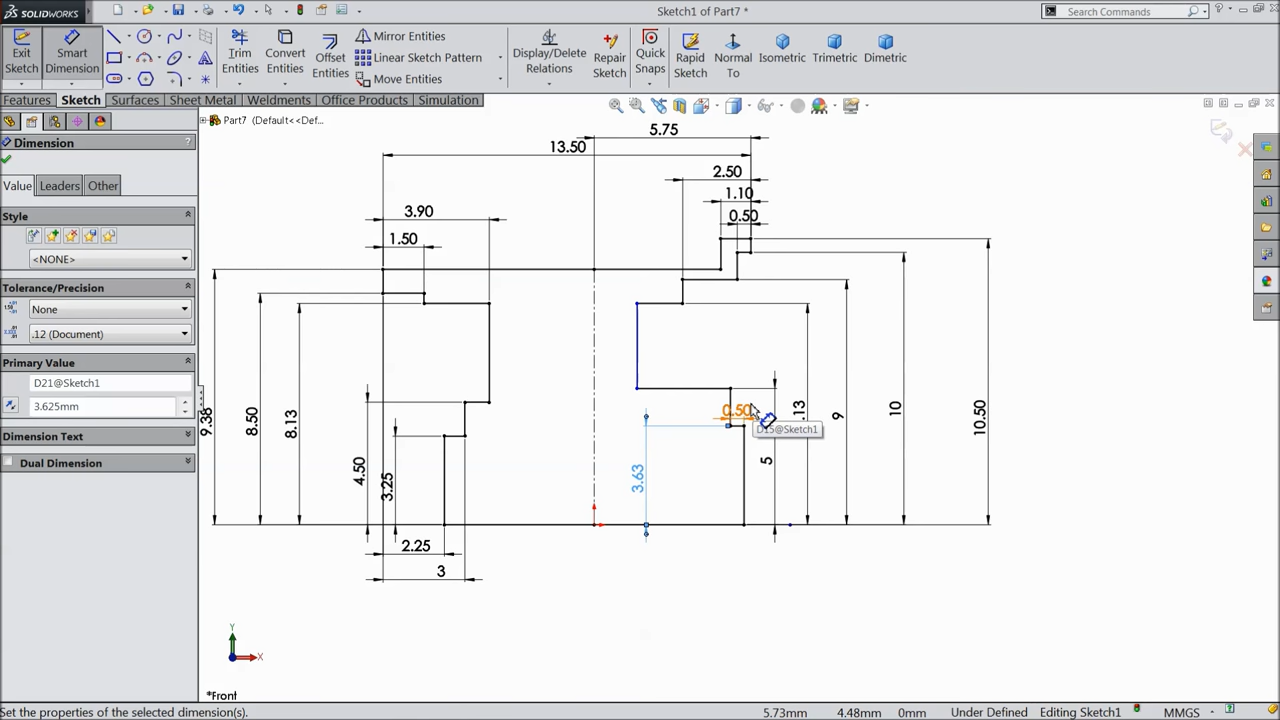 SOLIDWORKS
Sketch1 of Part7 *
Search Commands
Exit Sketch
Smart Dimension
Trim Entities
Convert Entities
Offset Entities
Mirror Entities
Linear Sketch Pattern
Move Entities
Display/Delete Relations
Repair Sketch
Quick Snaps
Rapid Sketch
Normal To
Isometric
Trimetric
Dimetric
Features
Sketch
Surfaces
Sheet Metal
Weldments
Office Products
Simulation
Part7 (Default<<Def...
Dimension
?
Value
Leaders
Other
Style
<NONE>
Tolerance/Precision
None
.12 (Document)
Primary Value
D21@Sketch1
3.625mm
Dimension Text
Dual Dimension
5.75
13.50
2.50
1.10
0.50
3.90
1.50
9.38
8.50
8.13
4.50
3.25
2.25
3
3.63
0.50
D15@Sketch1
5
.13
9
10
10.50
Y
X
*Front
Set the properties of the selected dimension(s).
5.73mm
4.48mm
0mm
Under Defined
Editing Sketch1
MMGS